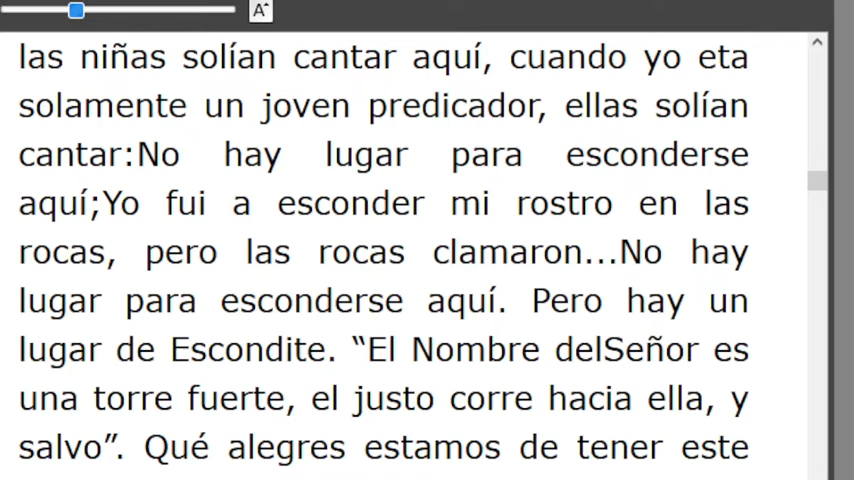 A
las niñas solían cantar aquí, cuando yo eta
solamente un joven predicador, ellas solían
cantar:No hay lugar para esconderse
aquí;Yo fui a esconder mi rostro en las
rocas, pero las rocas clamaron...No hay
lugar para esconderse aquí. Pero hay un
lugar de Escondite. “El Nombre delSeñor es
una torre fuerte, el justo corre hacia ella, y
salvo”. Qué alegres estamos de tener este